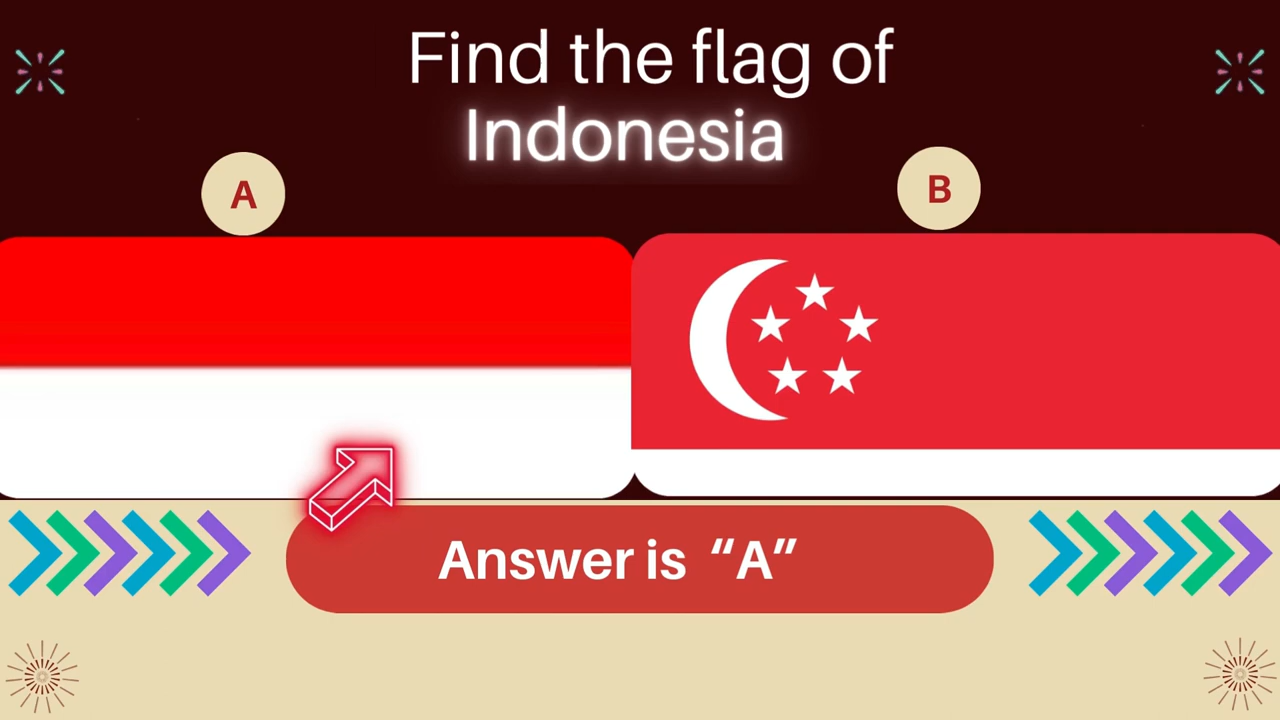 Find the flag of
Indonesia
A
B
Answer is “A”